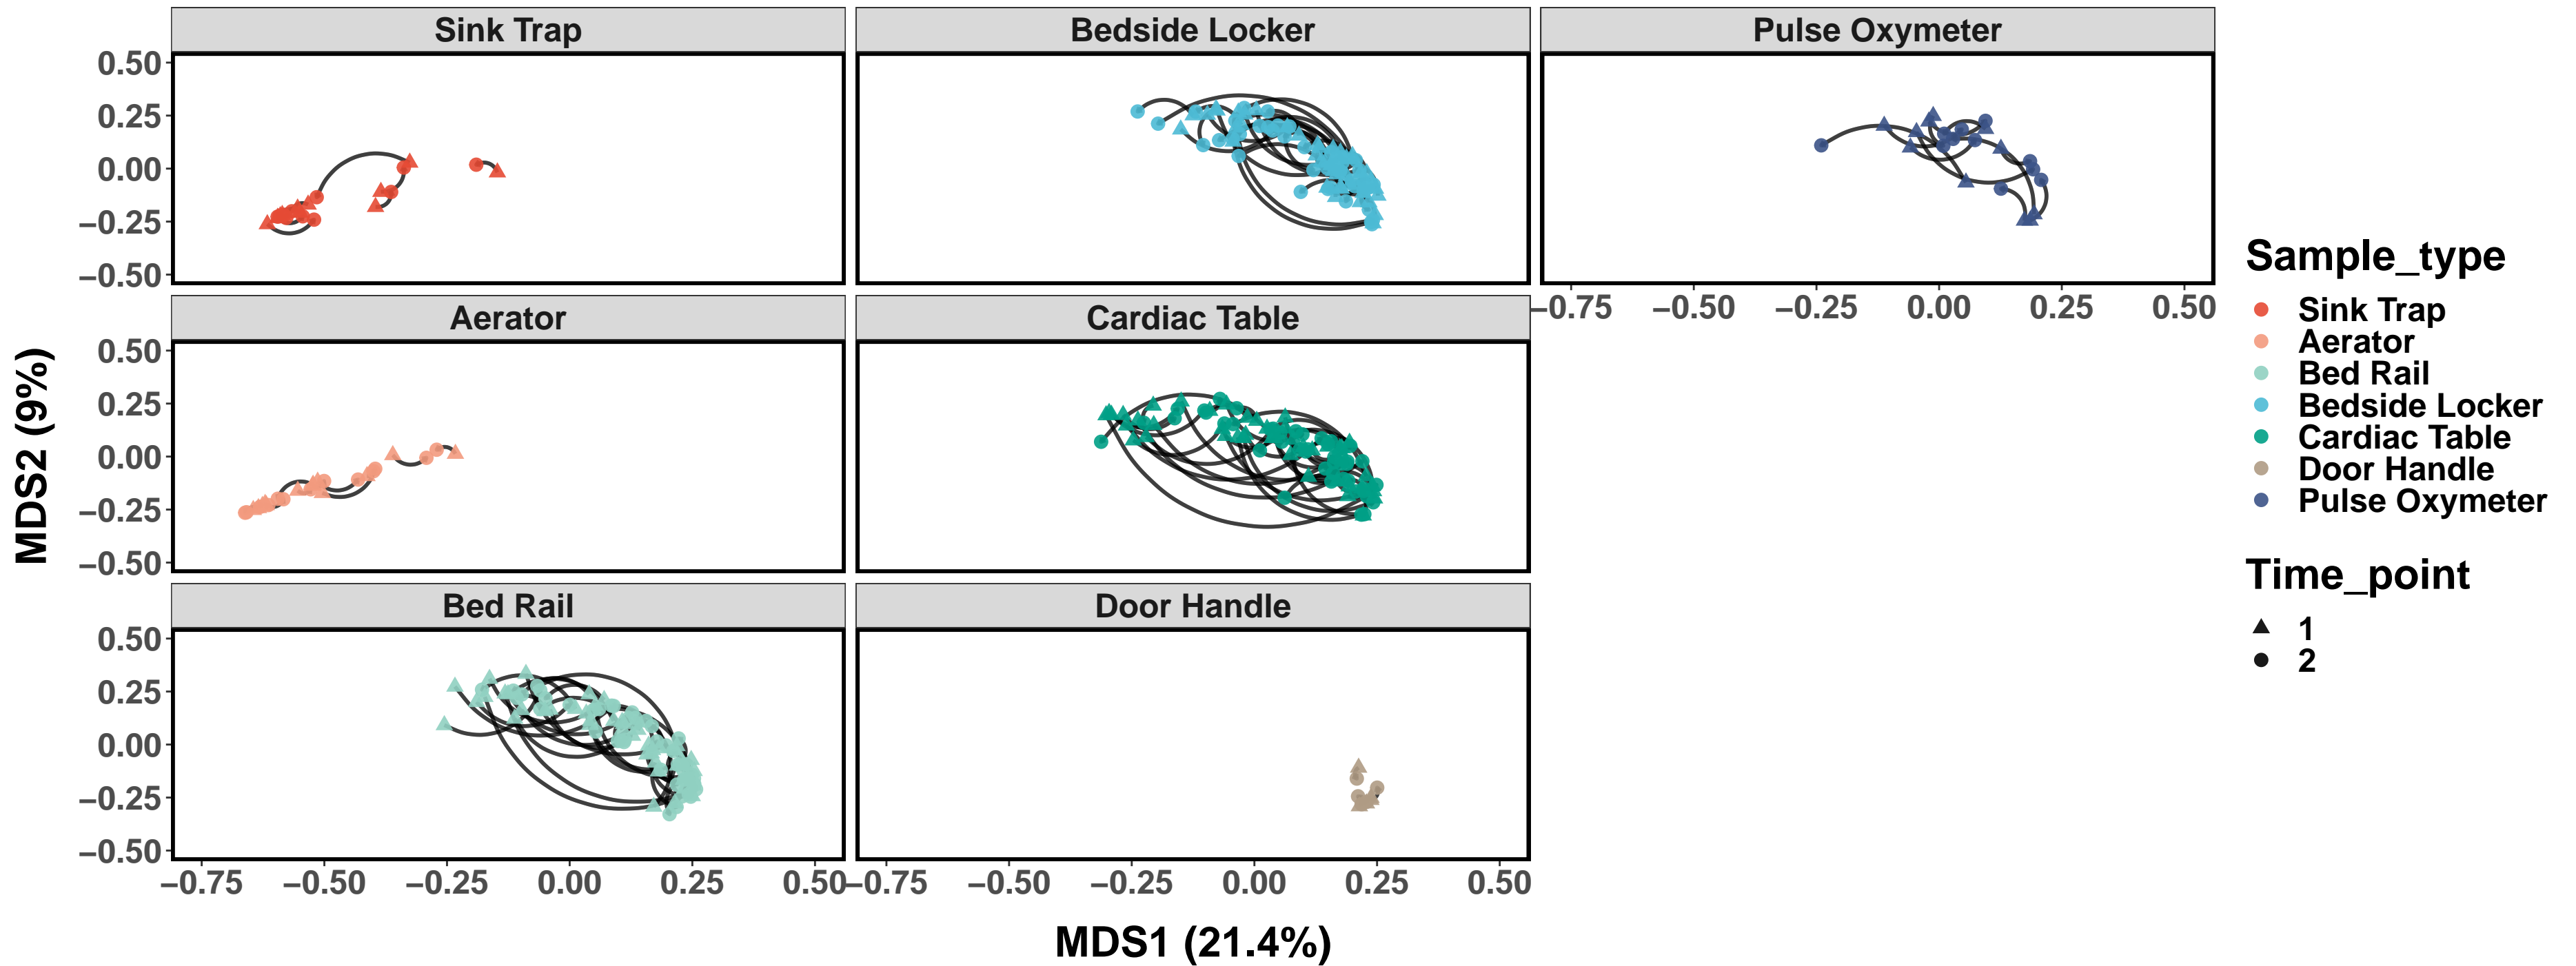 Sink Trap
Bedside Locker
Pulse Oxymeter
0.50
0.25
0.00
−0.25
−0.50
−0.75 −0.50 −0.25 0.00 0.25 0.50
Aerator
Cardiac Table
0.50
0.25
0.00
−0.25
−0.50
Bed Rail
Door Handle
0.50
0.25
0.00
−0.25
−0.50
−0.75 −0.50 −0.25 0.00 0.25 0.50
−0.75 −0.50 −0.25 0.00 0.25 0.50
MDS2 (9%)
MDS1 (21.4%)
Sample_type
Sink Trap
Aerator
Bed Rail
Bedside Locker
Cardiac Table
Door Handle
Pulse Oxymeter
Time_point
1
2